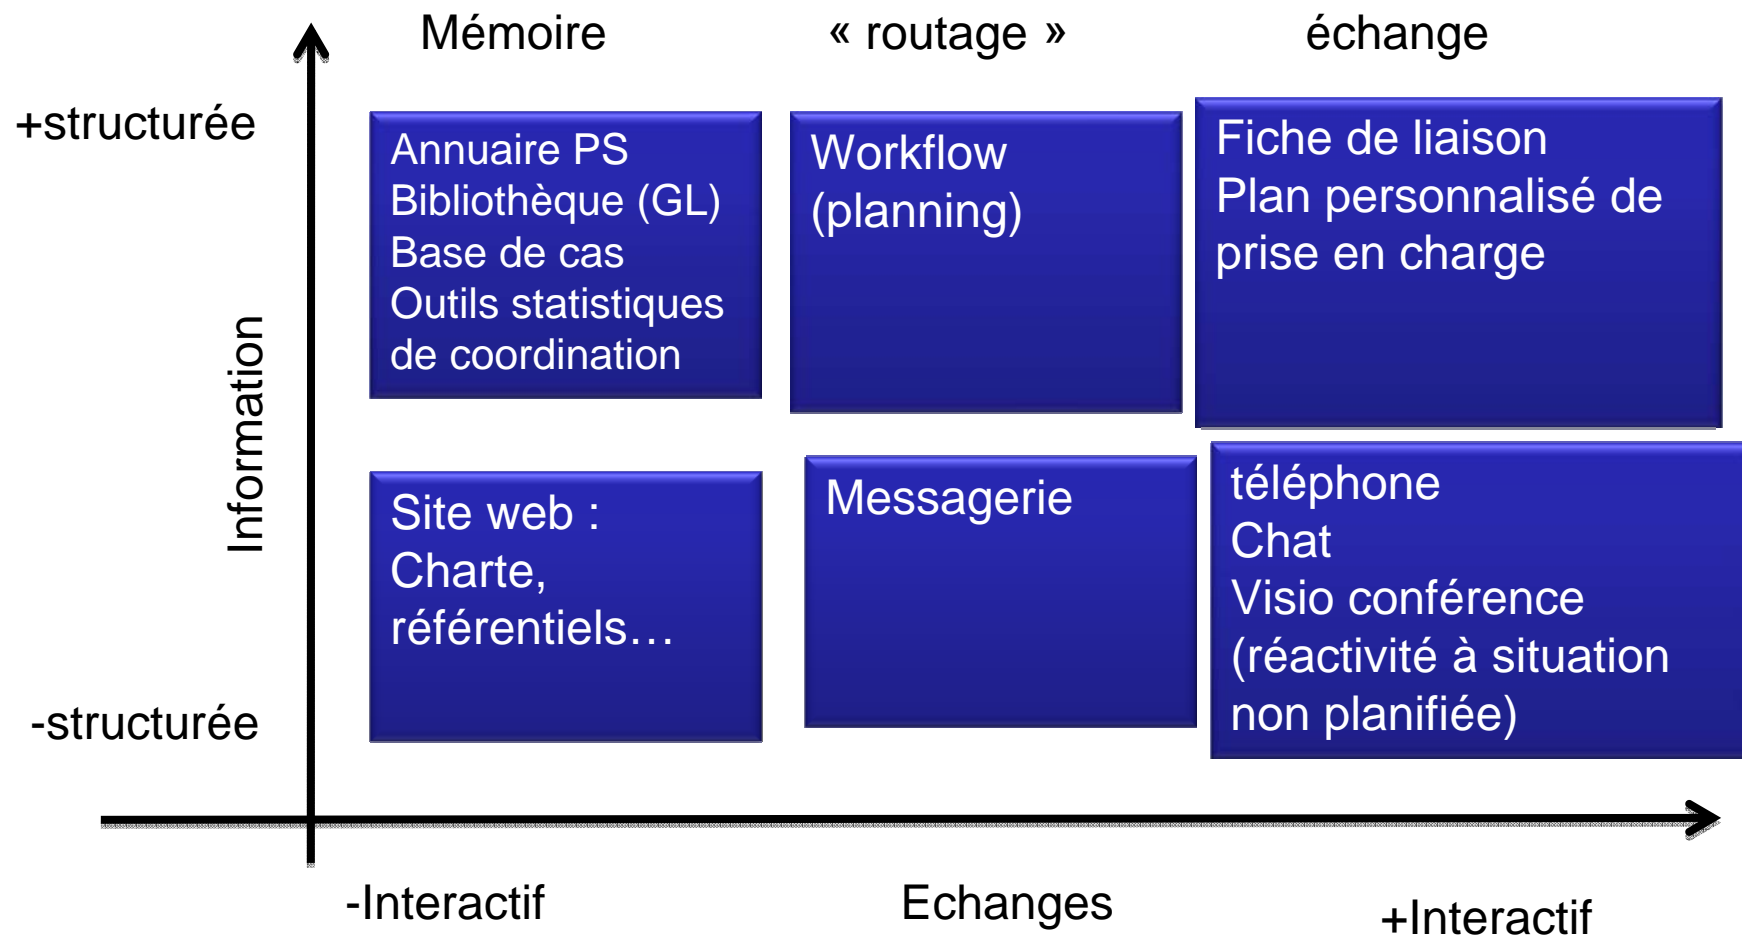 Mémoire
« routage »
échange
+structurée
Annuaire PS
Bibliothèque (GL)
Base de cas
Outils statistiques
de coordination
Workflow
(planning)
Fiche de liaison
Plan personnalisé de
prise en charge
Information
Site web :
Charte,
référentiels…
Messagerie
téléphone
Chat
Visio conférence
(réactivité à situation
non planifiée)
-structurée
-Interactif
Echanges
+Interactif